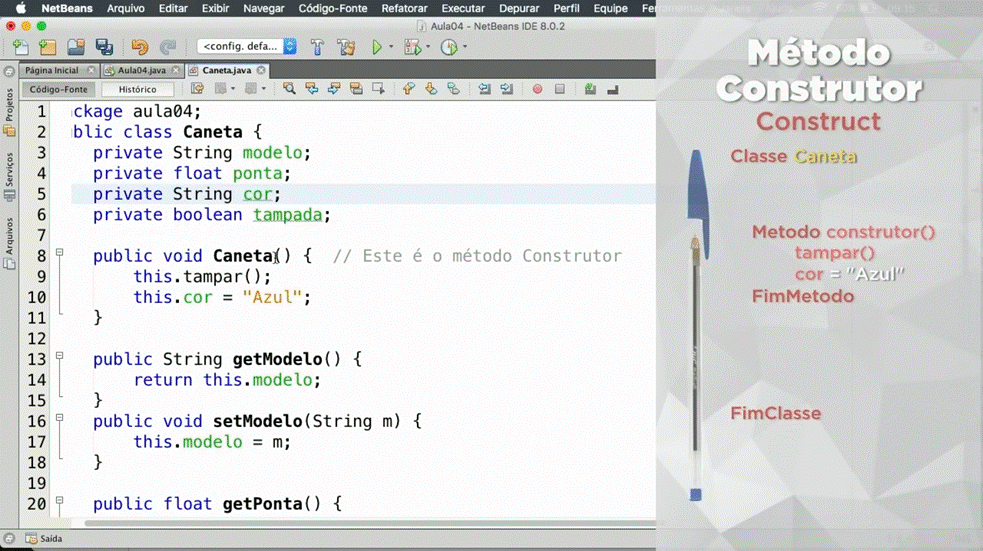 NetBeans Arquivo Editar Exibir Navegar Código-Fonte Refatorar Executar Depurar Perfil Equipe
Aula04 - NetBeans IDE 8.0.2
<config. defa...
Página Inicial Aula04.java Caneta.java
Código-Fonte Histórico
Projetos
Serviços
Arquivos
1 ckage aula04;
2 blic class Caneta {
3 private String modelo;
4 private float ponta;
5 private String cor;
6 private boolean tampada;
7
8 public void Caneta() { // Este é o método Construtor
9 this.tampar();
10 this.cor = "Azul";
11 }
12
13 public String getModelo() {
14 return this.modelo;
15 }
16 public void setModelo(String m) {
17 this.modelo = m;
18 }
19
20 public float getPonta() {
Saída
Método
Construtor
Construct
Classe Caneta
Metodo construtor()
tampar()
cor = "Azul"
FimMetodo
FimClasse